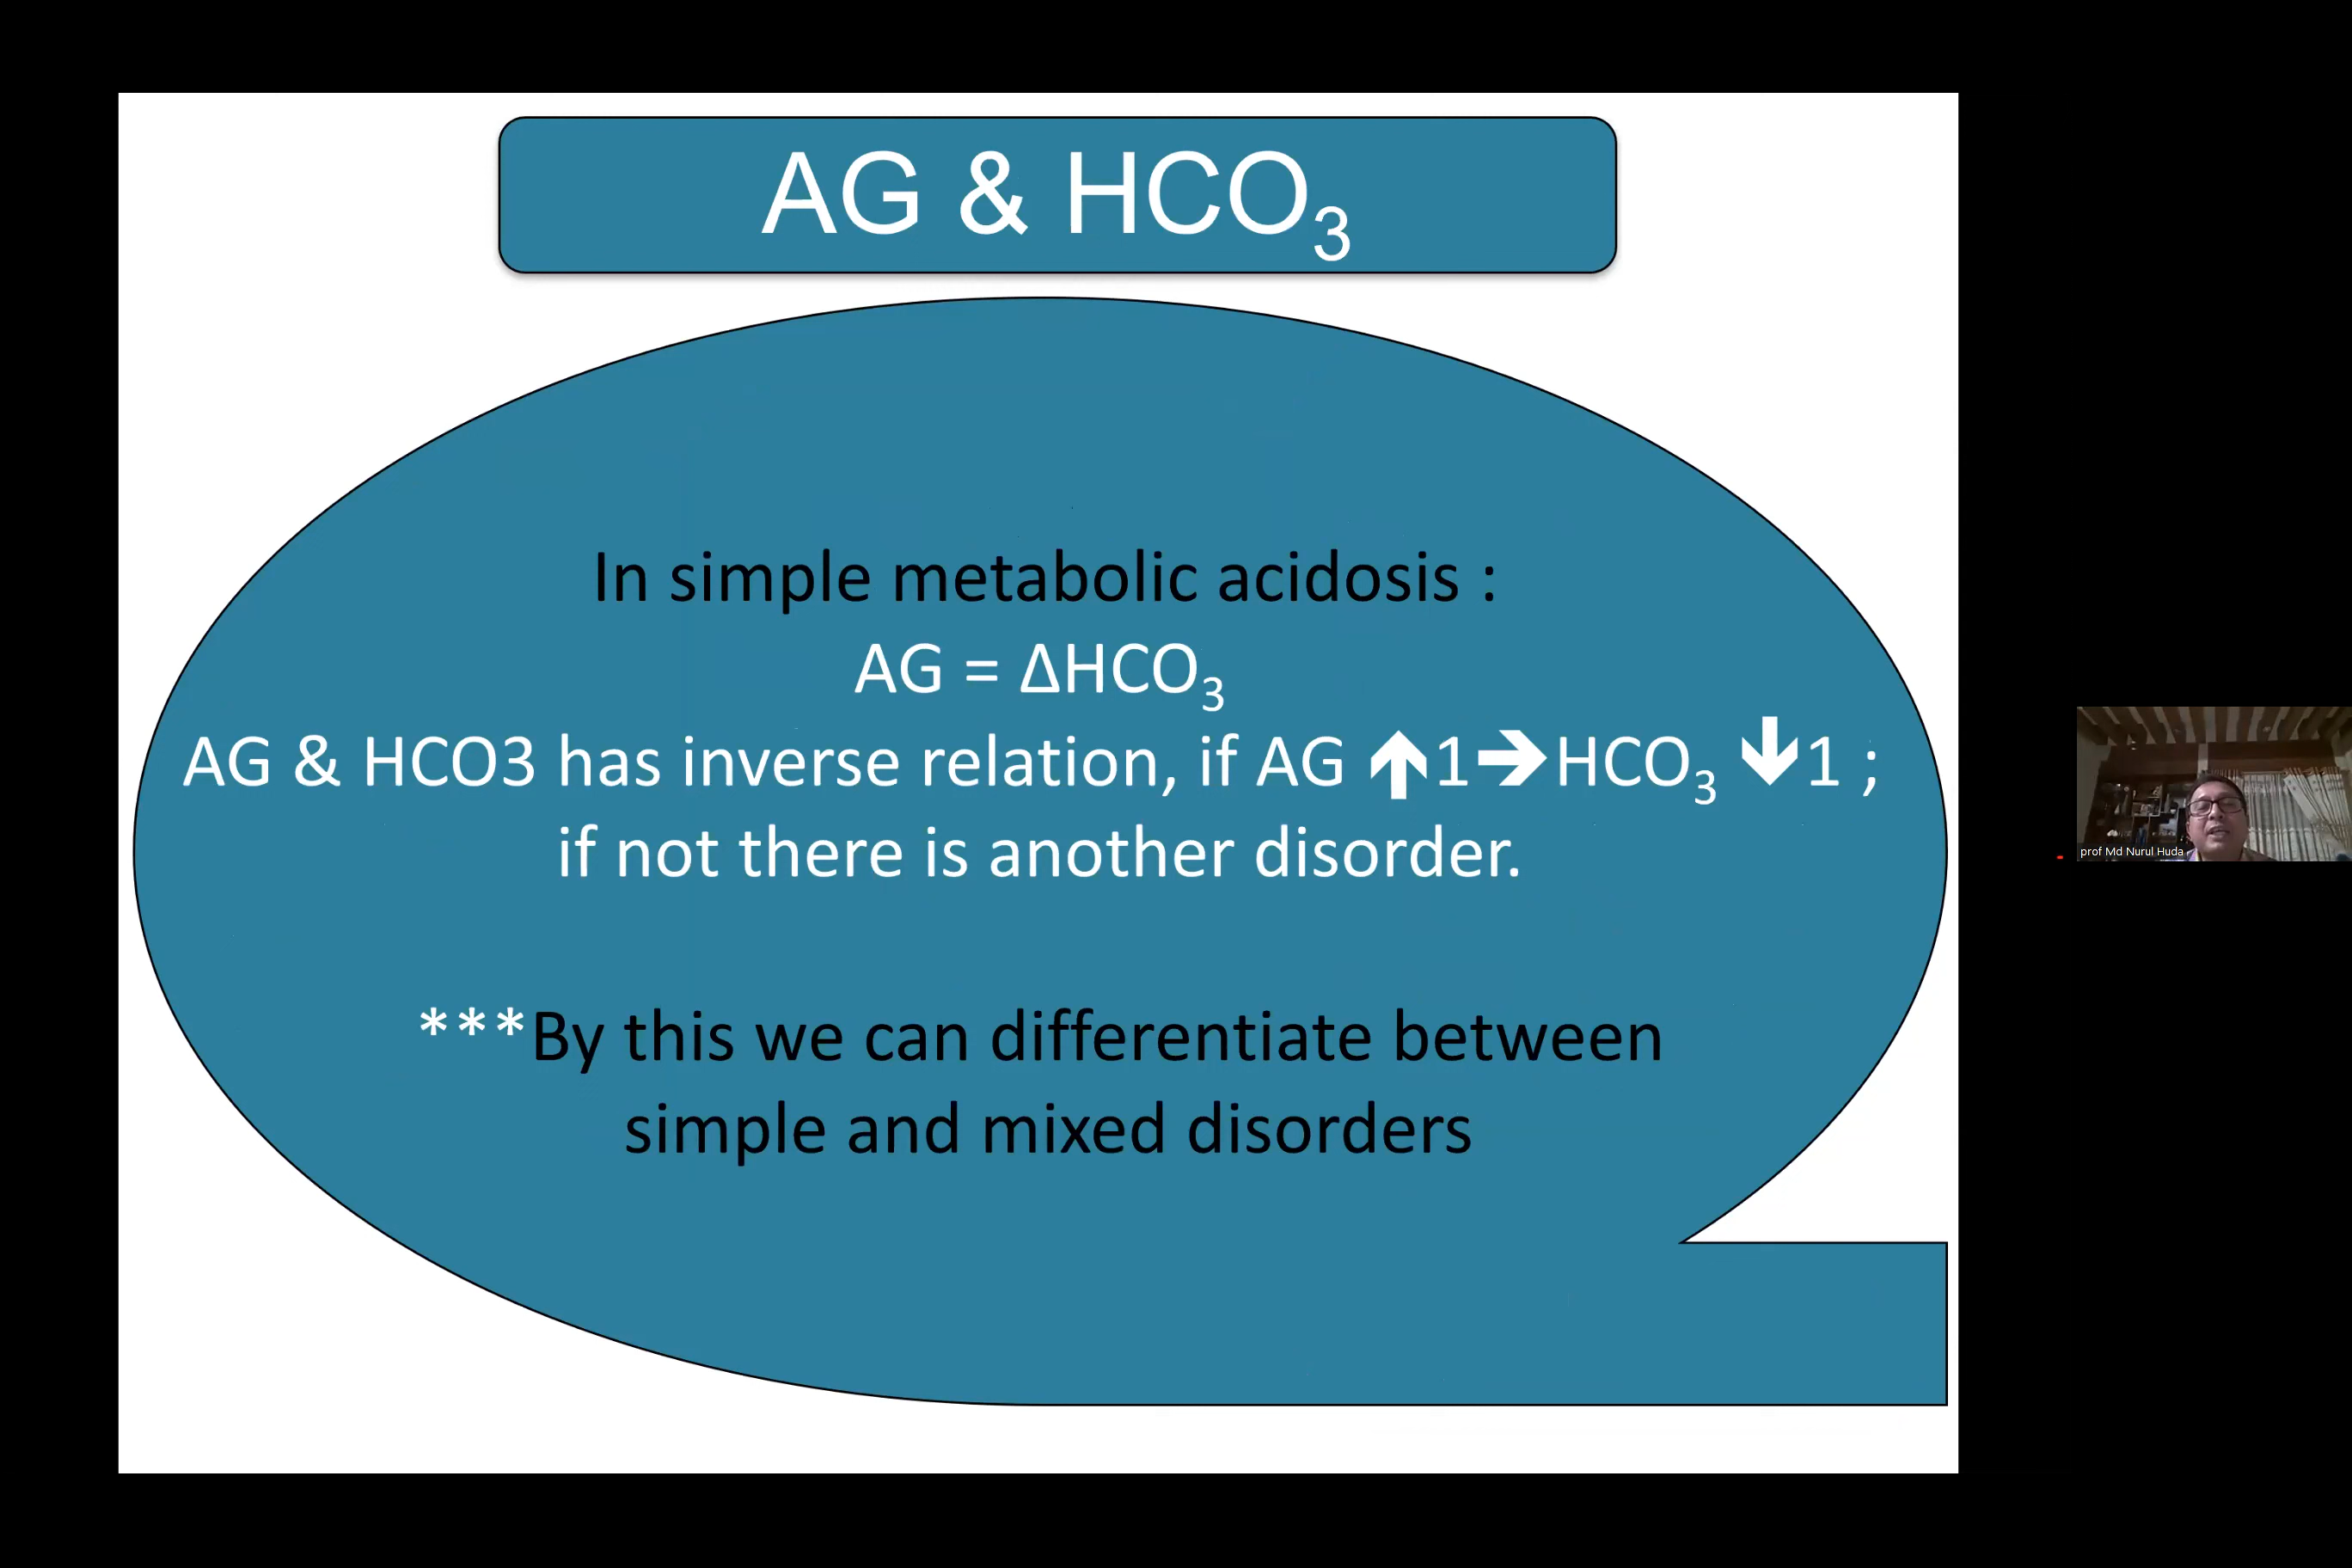 AG & HCO₃
In simple metabolic acidosis :
AG = ΔHCO₃
AG & HCO3 has inverse relation, if AG 🡅1🡆HCO₃ 🡇1 ;
if not there is another disorder.
***By this we can differentiate between
simple and mixed disorders
prof Md Nurul Huda